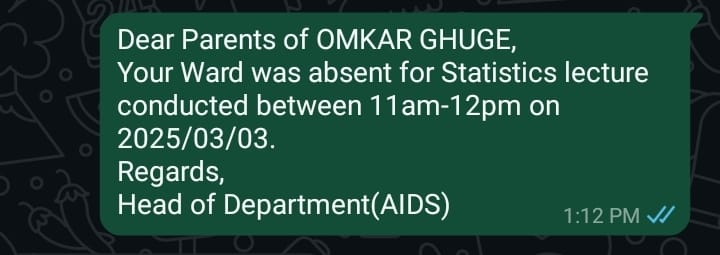 Dear Parents of OMKAR GHUGE,
Your Ward was absent for Statistics lecture
conducted between 11am-12pm on
2025/03/03.
Regards,
Head of Department(AIDS)
1:12 PM